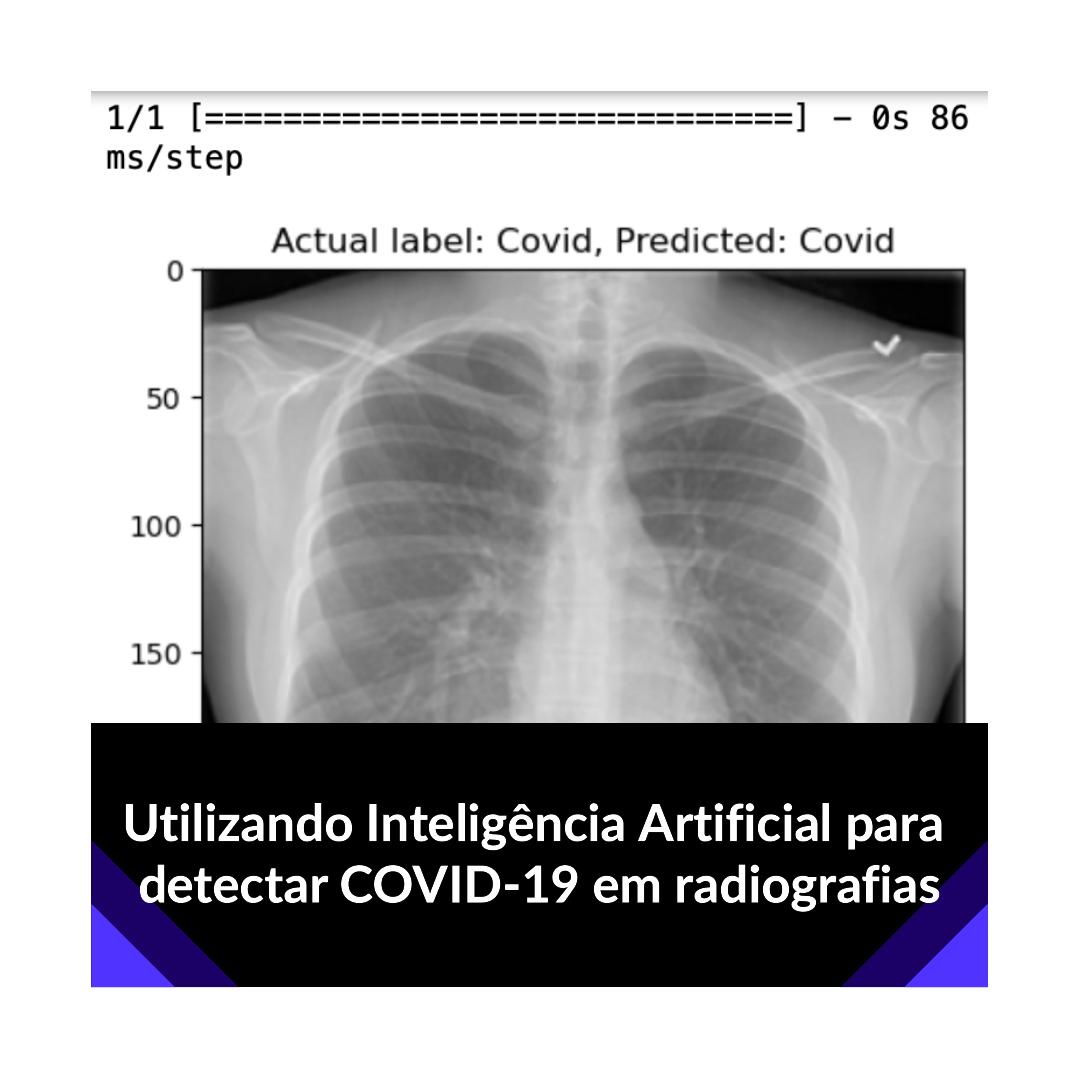 1/1 [==============================] – 0s 86
ms/step
Actual label: Covid, Predicted: Covid
0
50
100
150
Utilizando Inteligência Artificial para
detectar COVID-19 em radiografias